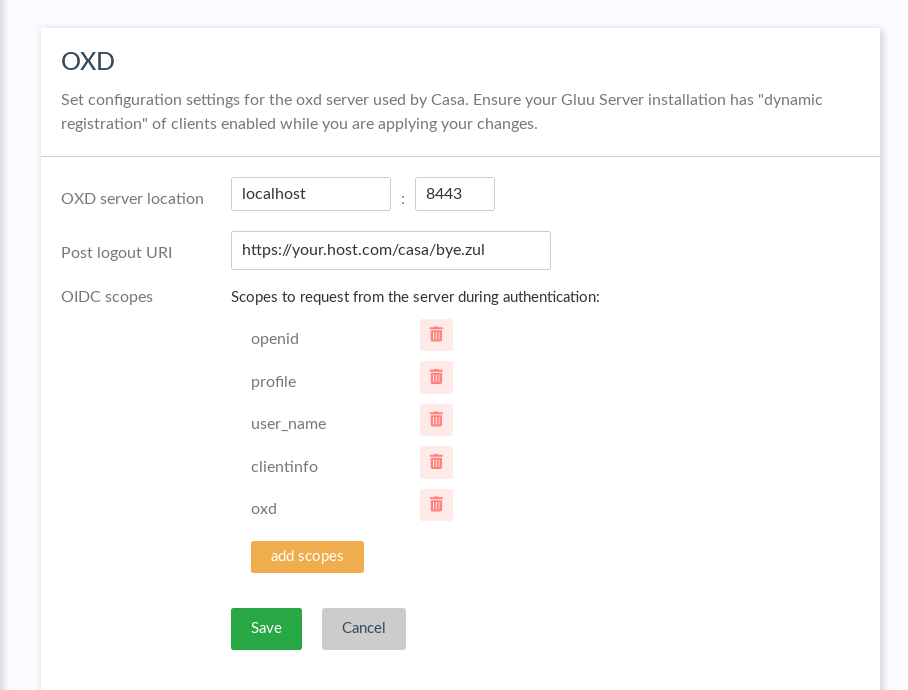 OXD
Set configuration settings for the oxd server used by Casa. Ensure your Gluu Server installation has "dynamic
registration" of clients enabled while you are applying your changes.
OXD server location localhost : 8443
Post logout URI https://your.host.com/casa/bye.zul
OIDC scopes Scopes to request from the server during authentication:
openid
profile
user_name
clientinfo
oxd
add scopes
Save Cancel